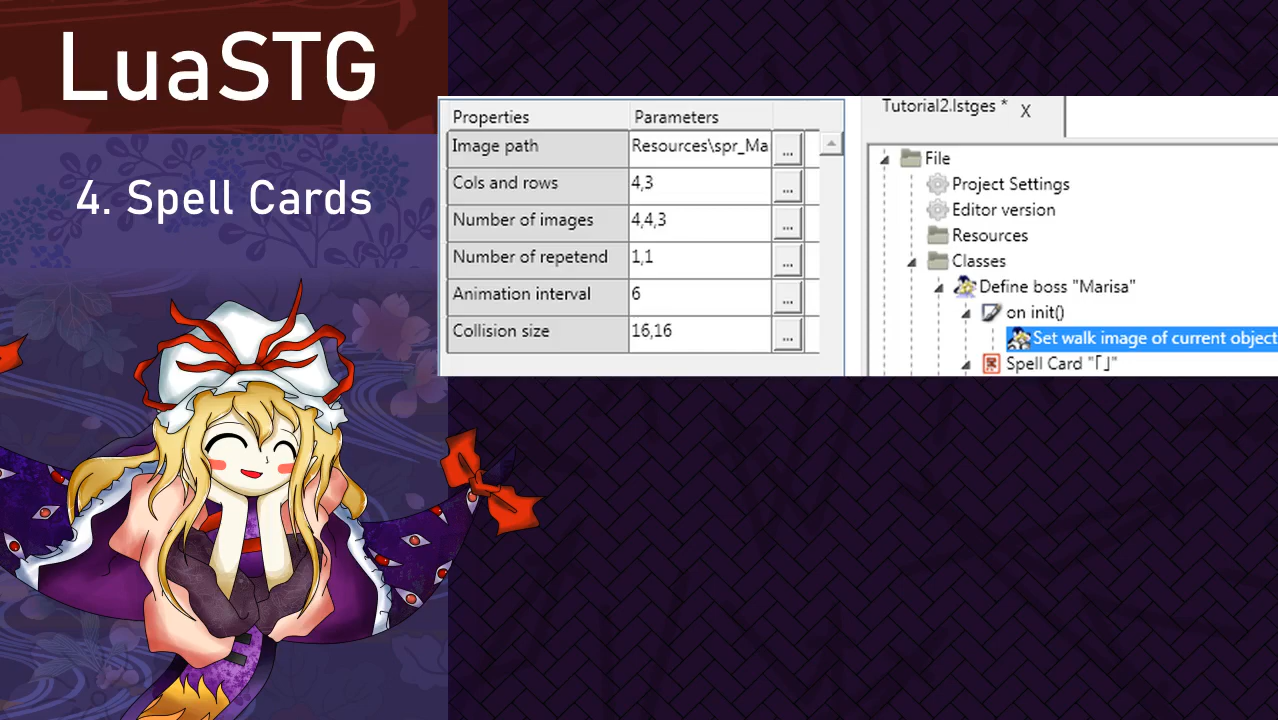 LuaSTG
4. Spell Cards
Properties Parameters
Image path Resources\spr_Ma ...
Cols and rows 4,3 ...
Number of images 4,4,3 ...
Number of repetend 1,1 ...
Animation interval 6 ...
Collision size 16,16 ...
Tutorial2.lstges * X
File
Project Settings
Editor version
Resources
Classes
Define boss "Marisa"
on init()
Set walk image of current object
Spell Card "「」"